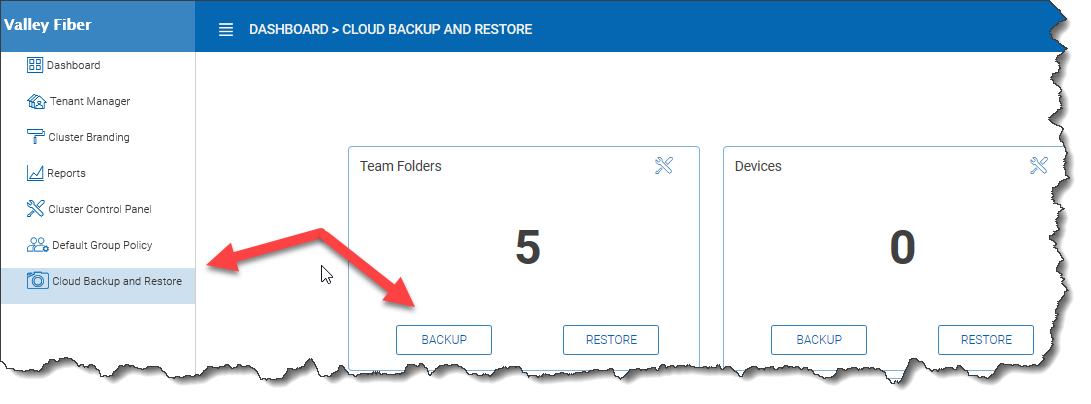 Valley Fiber
DASHBOARD > CLOUD BACKUP AND RESTORE
Dashboard
Tenant Manager
Cluster Branding
Reports
Cluster Control Panel
Default Group Policy
Cloud Backup and Restore
Team Folders
5
BACKUP
RESTORE
Devices
0
BACKUP
RESTORE